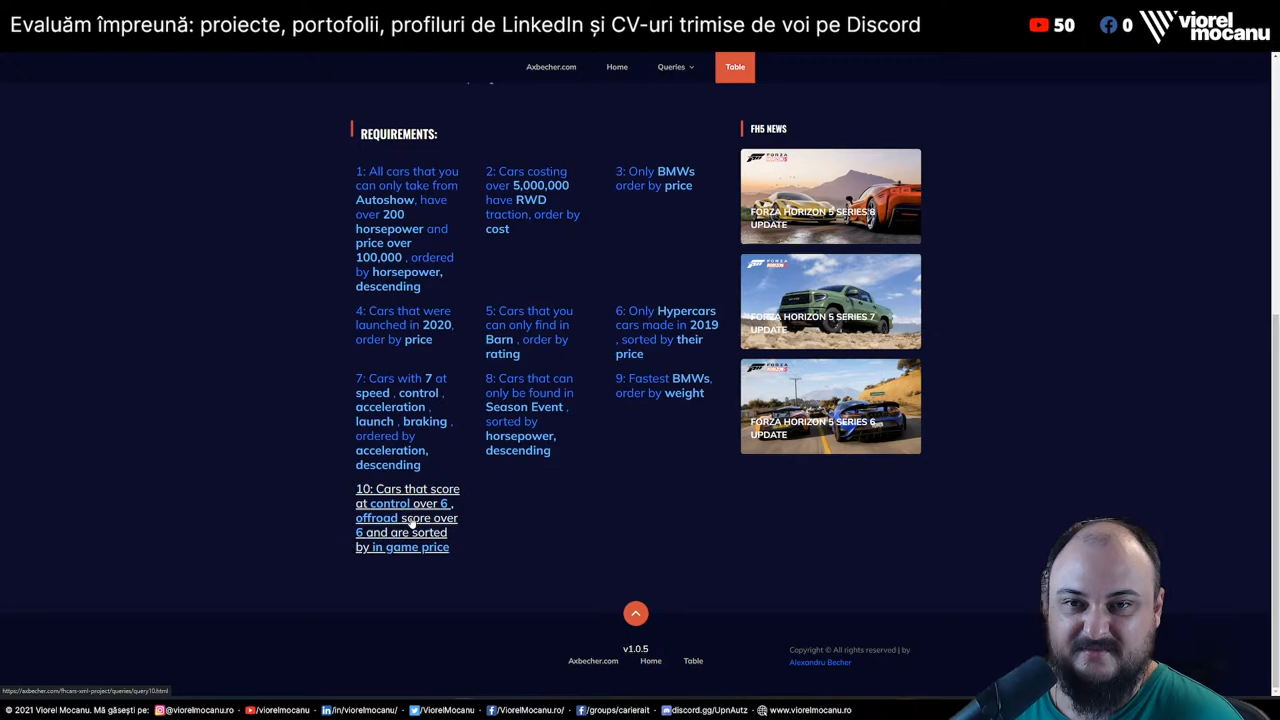 Evaluăm împreună: proiecte, portofolii, profiluri de LinkedIn și CV-uri trimise de voi pe Discord
50
0
viorel
mocanu
Axbecher.com
Home
Queries
Table
REQUIREMENTS:
1: All cars that you
can only take from
Autoshow, have
over 200
horsepower and
price over
100,000 , ordered
by horsepower,
descending
2: Cars costing
over 5,000,000
have RWD
traction, order by
cost
3: Only BMWs
order by price
4: Cars that were
launched in 2020,
order by price
5: Cars that you
can only find in
Barn , order by
rating
6: Only Hypercars
cars made in 2019
, sorted by their
price
7: Cars with 7 at
speed , control ,
acceleration ,
launch , braking ,
ordered by
acceleration,
descending
8: Cars that can
only be found in
Season Event ,
sorted by
horsepower,
descending
9: Fastest BMWs,
order by weight
10: Cars that score
at control over 6 ,
offroad score over
6 and are sorted
by in game price
FH5 NEWS
FORZA HORIZON 5 SERIES 8
UPDATE
FORZA HORIZON 5 SERIES 7
UPDATE
FORZA HORIZON 5 SERIES 6
UPDATE
v1.0.5
Axbecher.com
Home
Table
Copyright © All rights reserved | by
Alexandru Becher
https://axbecher.com/fhcars-xml-project/queries/query10.html
© 2021 Viorel Mocanu. Mă găsești pe:
@viorelmocanu.ro
/viorelmocanu
/in/viorelmocanu/
/ViorelMocanu
/ViorelMocanu.ro/
/groups/carierait
discord.gg/UpnAutz
www.viorelmocanu.ro